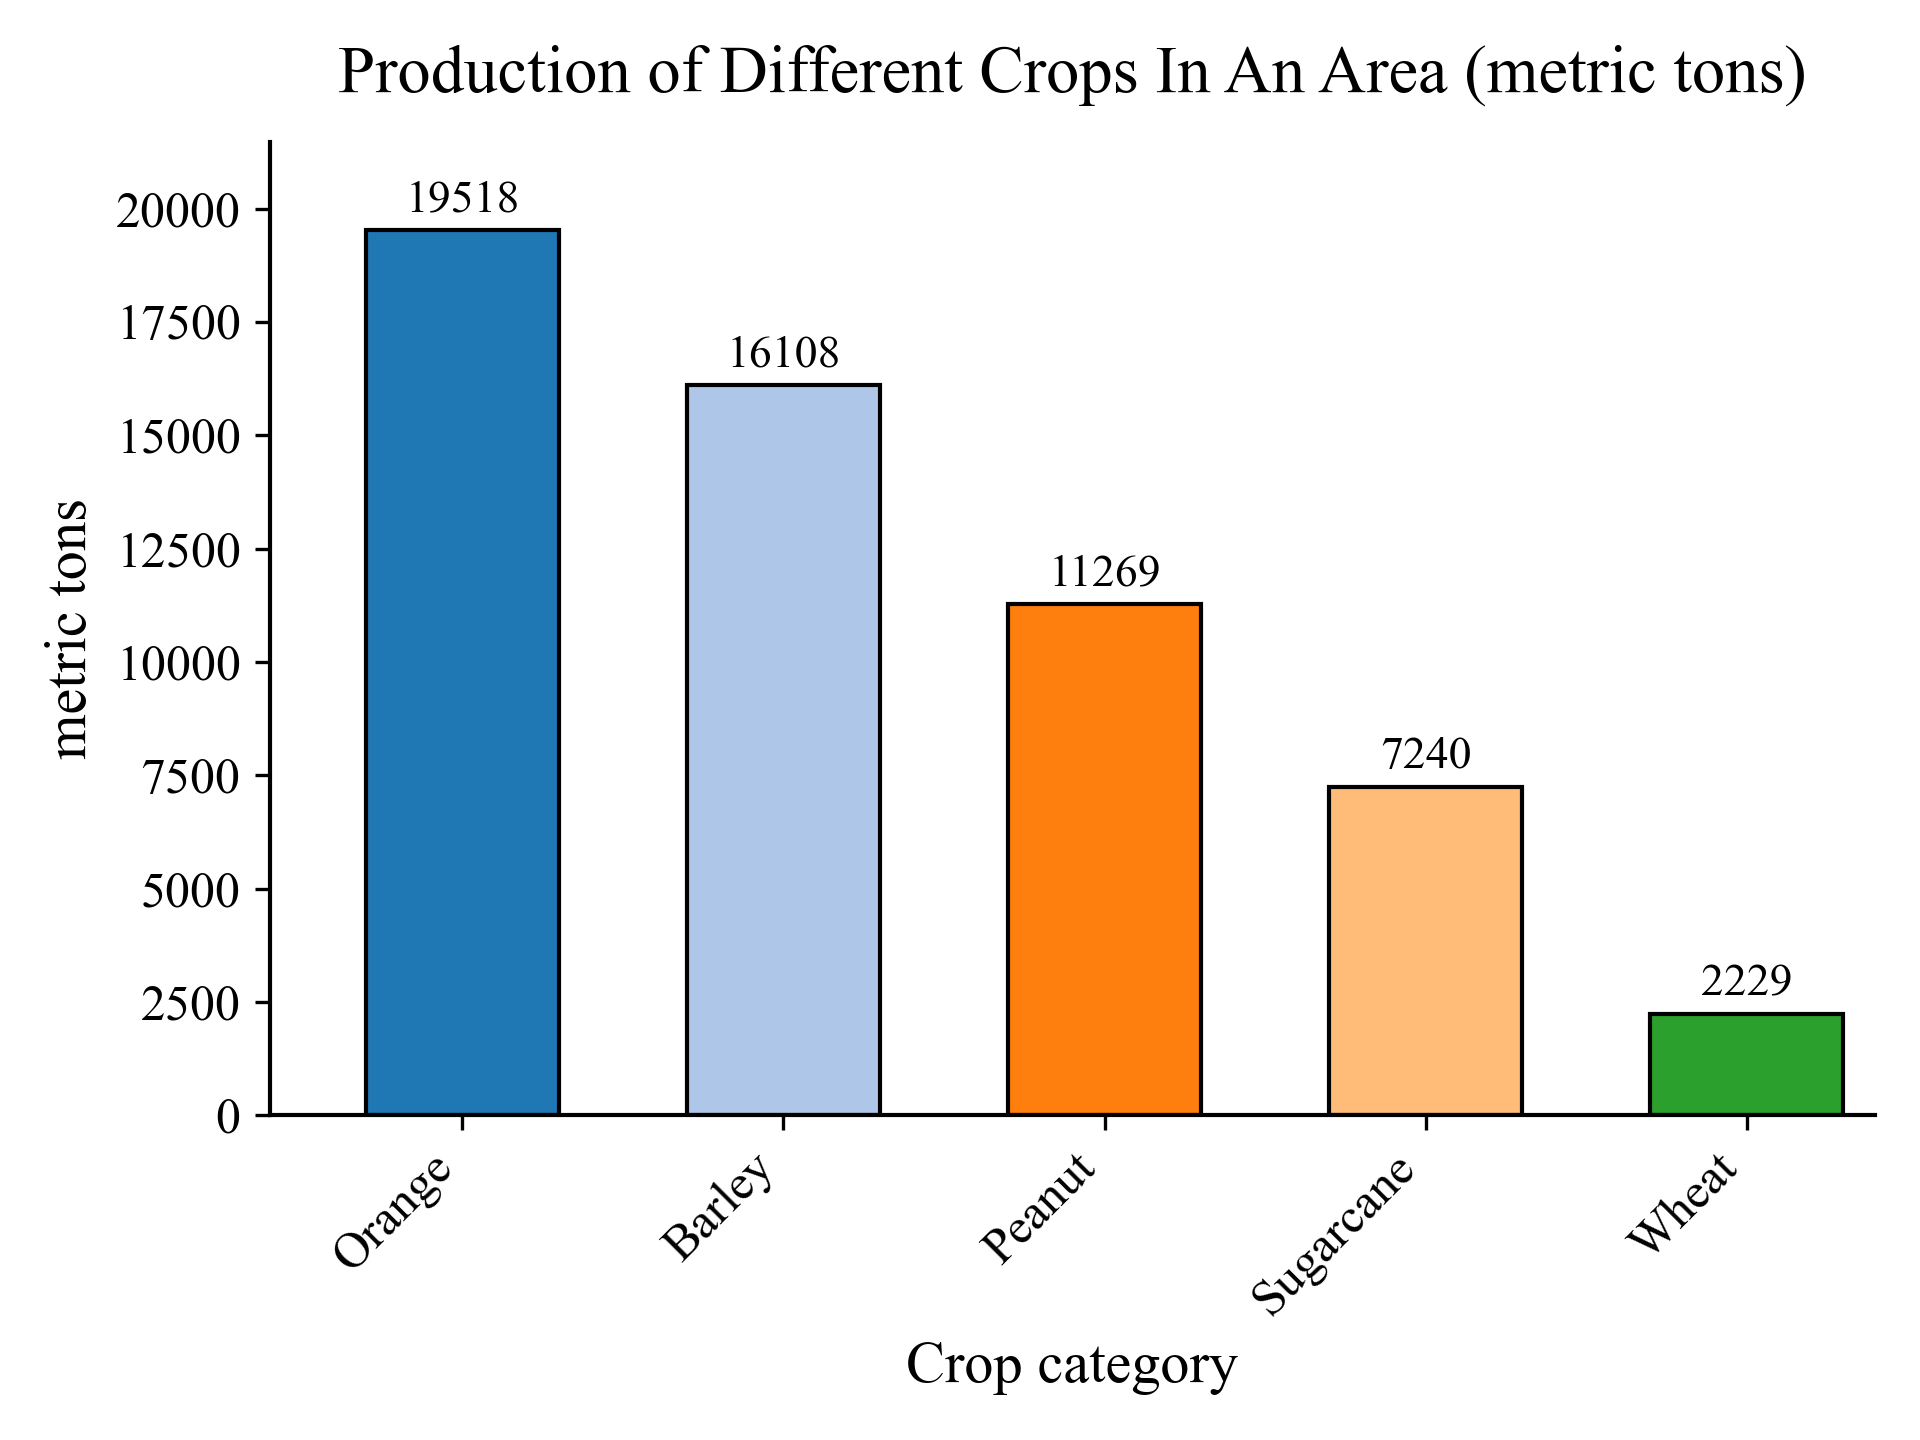 Production of Different Crops In An Area (metric tons)
metric tons
20000
17500
15000
12500
10000
7500
5000
2500
0
19518
16108
11269
7240
2229
Orange
Barley
Peanut
Sugarcane
Wheat
Crop category